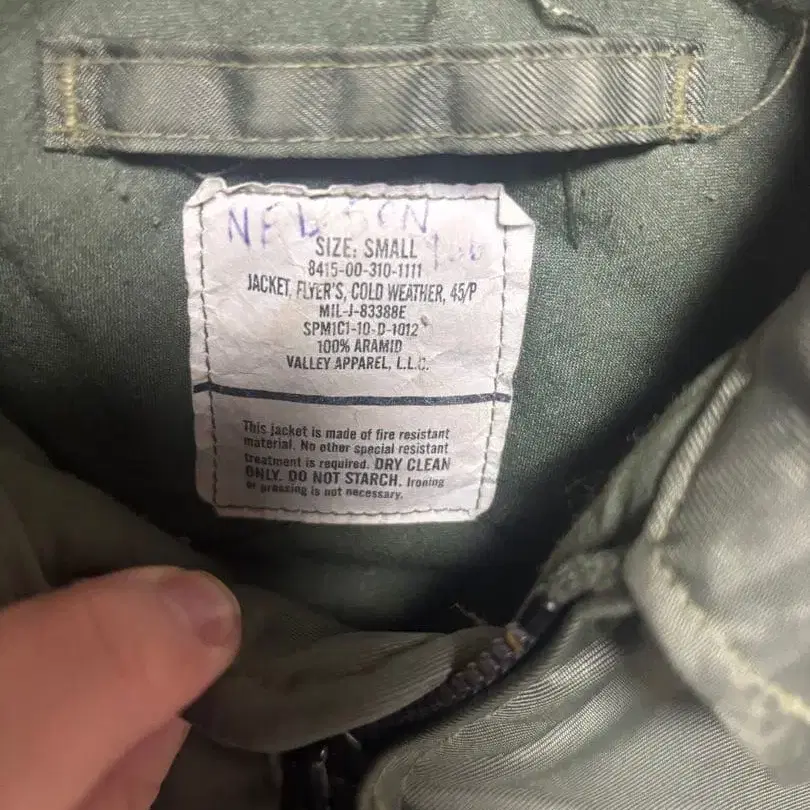 SIZE: SMALL
8415-00-310-1111
JACKET, FLYER'S, COLD WEATHER, 45/P
MIL-J-83388E
SPM1C1-10-D-1012
100% ARAMID
VALLEY APPAREL, L.L.C.
This jacket is made of fire resistant
material. No other special resistant
treatment is required. DRY CLEAN
ONLY. DO NOT STARCH. Ironing
or pressing is not necessary.